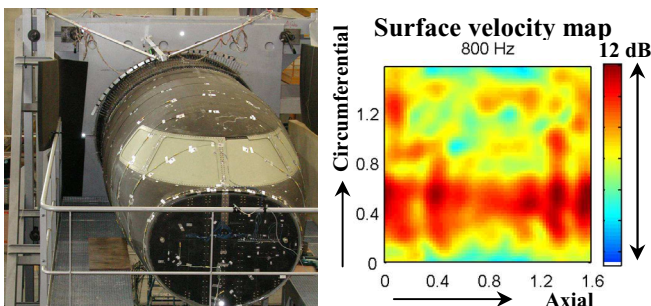 Surface velocity map
800 Hz
12 dB
Circumferential
1.2
0.8
0.4
0
0 0.4 0.8 1.2 1.6
Axial